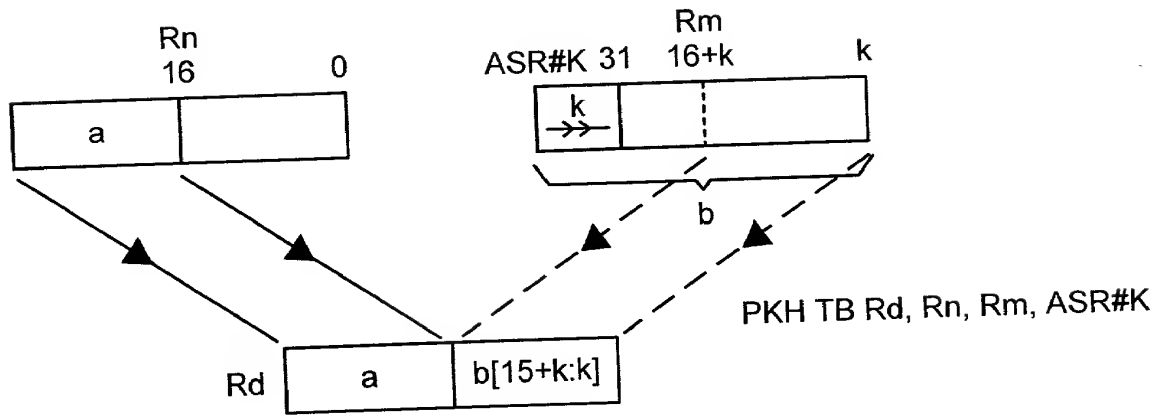 Rn
16
0
a
Rm
ASR#K 31 16+k k
k
b
PKH TB Rd, Rn, Rm, ASR#K
Rd
a
b[15+k:k]